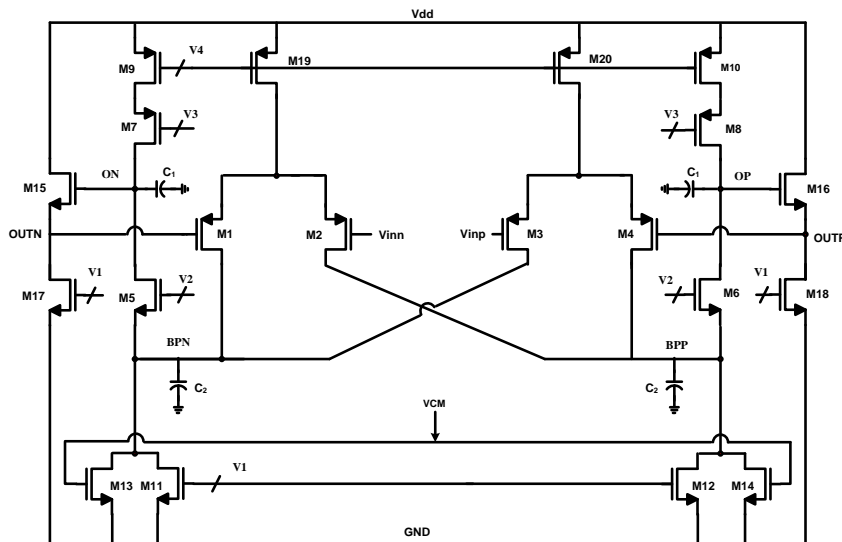 Vdd
M9
V4
M19
M20
M10
M7
V3
V3
M8
M15
ON
C1
C1
OP
M16
OUTN
M1
M2
Vinn
Vinp
M3
M4
OUTP
M17
V1
M5
V2
V2
M6
V1
M18
BPN
BPP
C2
C2
VCM
M13
M11
V1
M12
M14
GND